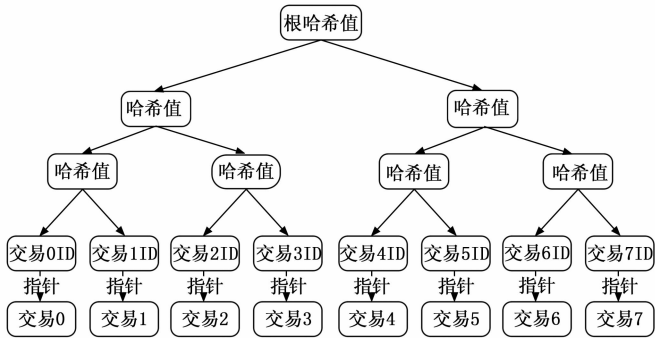 根哈希值
哈希值 哈希值
哈希值 哈希值 哈希值 哈希值
交易0ID 交易1ID 交易2ID 交易3ID 交易4ID 交易5ID 交易6ID 交易7ID
指针 指针 指针 指针 指针 指针 指针 指针
交易0 交易1 交易2 交易3 交易4 交易5 交易6 交易7